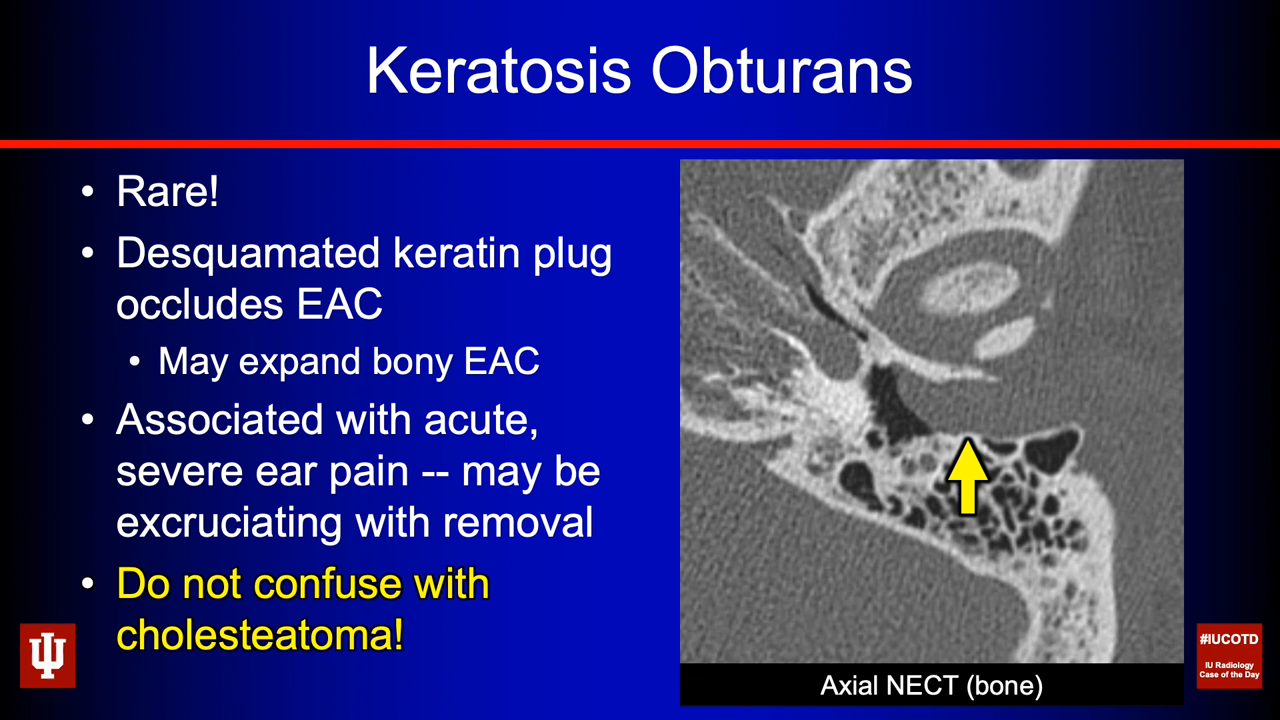 Keratosis Obturans
• Rare!
• Desquamated keratin plug
occludes EAC
• May expand bony EAC
• Associated with acute,
severe ear pain -- may be
excruciating with removal
• Do not confuse with
cholesteatoma!
Axial NECT (bone)
#IUCOTD
IU Radiology
Case of the Day